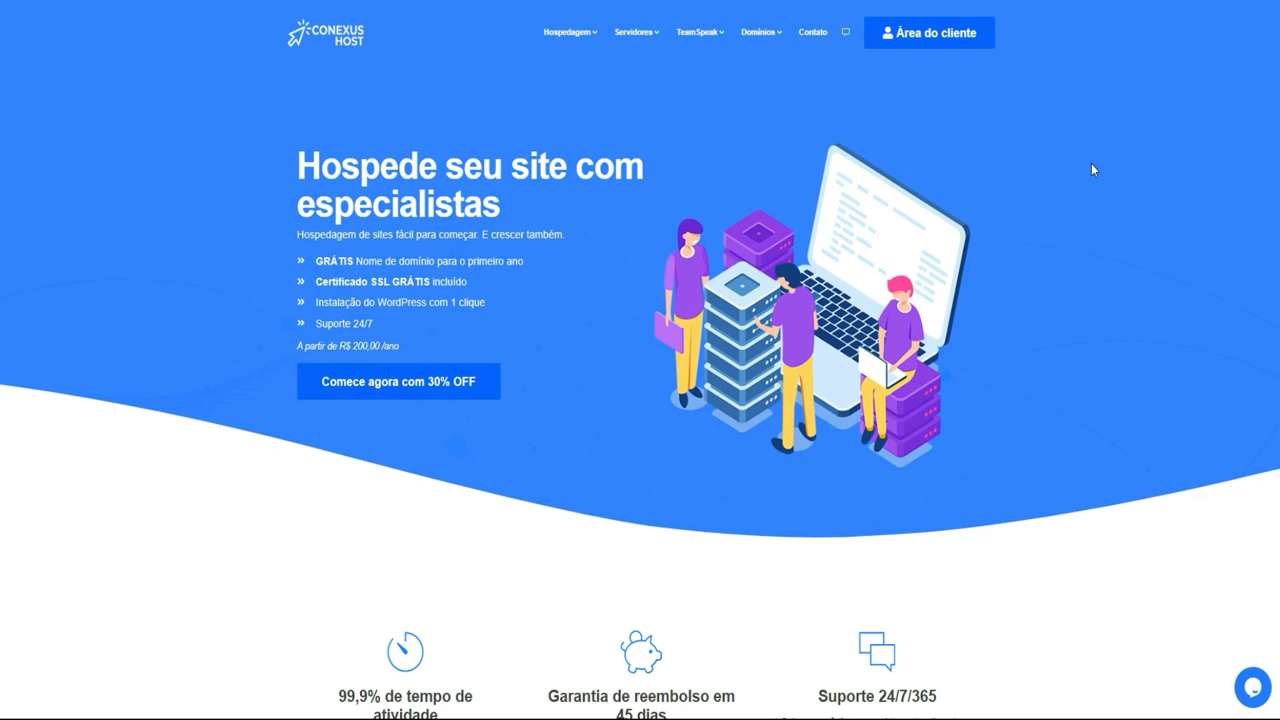 CONEXUS
HOST
Hospedagem
Servidores
TeamSpeak
Domínios
Contato
Área do cliente
Hospede seu site com
especialistas
Hospedagem de sites fácil para começar. E crescer também.
GRÁTIS Nome de domínio para o primeiro ano
Certificado SSL GRÁTIS incluído
Instalação do WordPress com 1 clique
Suporte 24/7
A partir de R$ 200,00 /ano
Comece agora com 30% OFF
99,9% de tempo de
atividade
Garantia de reembolso em
45 dias
Suporte 24/7/365